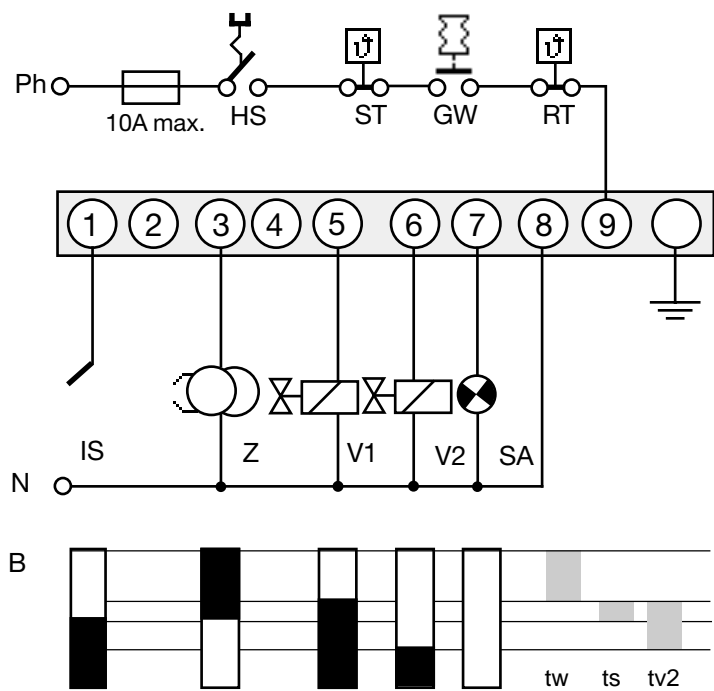 ϑ ϑ
Ph
10A max. HS ST GW RT
1 2 3 4 5 6 7 8 9
IS Z V1 V2 SA
N
B
tw ts tv2